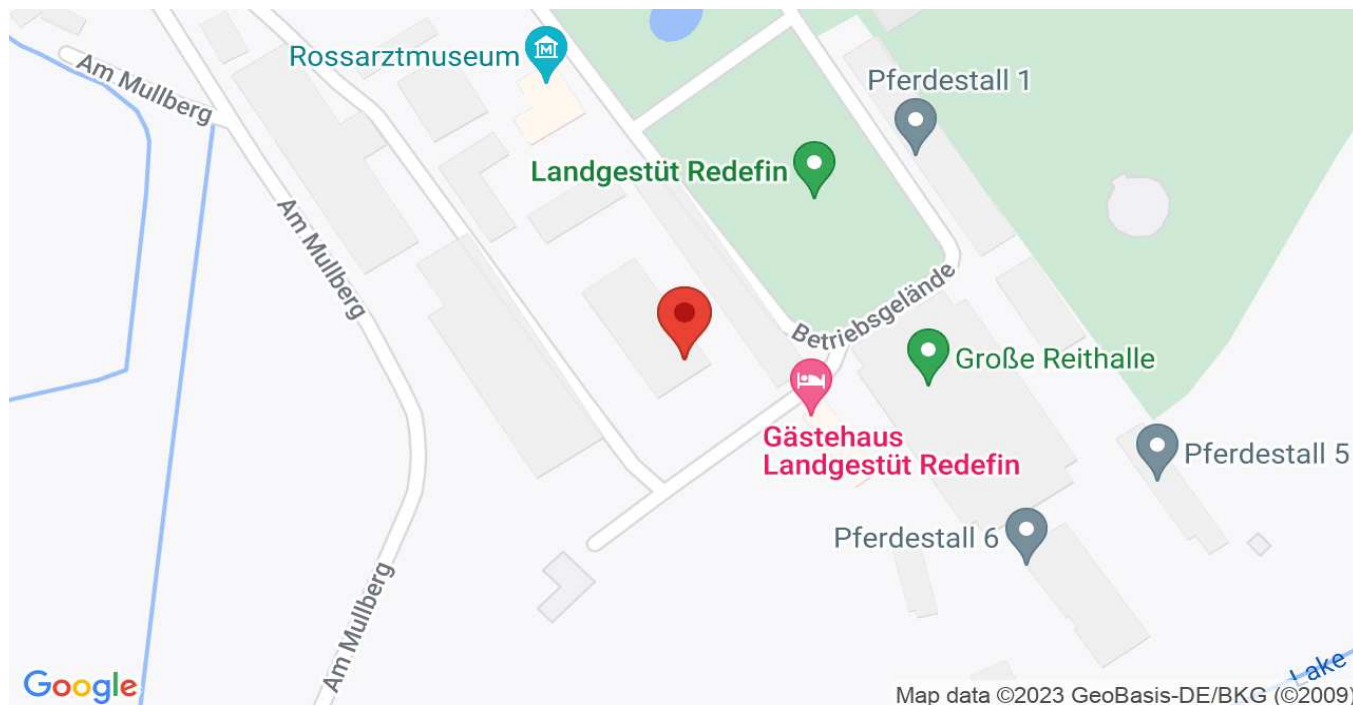 Rossarztmuseum
Am Mullberg
Pferdestall 1
Landgestüt Redefin
Am Mullberg
Betriebsgelände
Große Reithalle
Gästehaus
Landgestüt Redefin
Pferdestall 5
Pferdestall 6
Am Mullberg
Lake
Google
Map data ©2023 GeoBasis-DE/BKG (©2009)